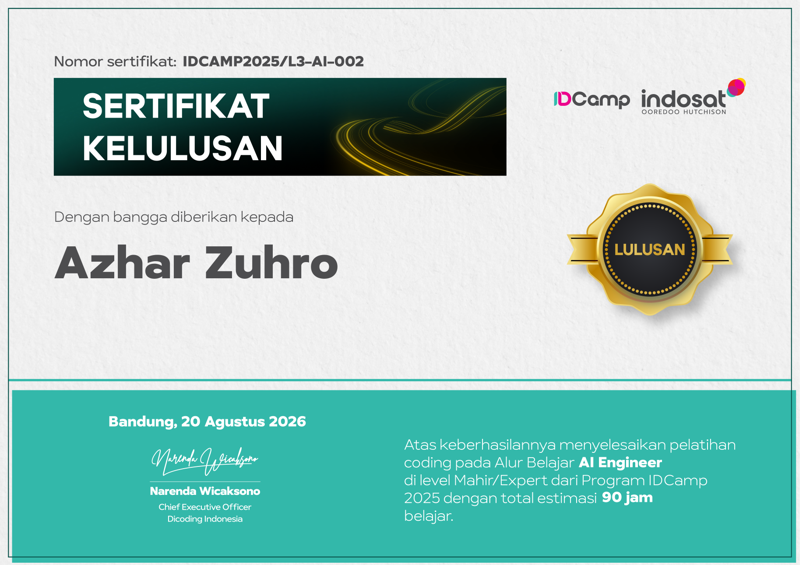 Nomor sertifikat: IDCAMP2025/L3-AI-002
SERTIFIKAT
KELULUSAN
IDCamp indosat
OOREDOO HUTCHISON
Dengan bangga diberikan kepada
Azhar Zuhro
LULUSAN
Bandung, 20 Agustus 2026
Narenda Wicaksono
Narenda Wicaksono
Chief Executive Officer
Dicoding Indonesia
Atas keberhasilannya menyelesaikan pelatihan
coding pada Alur Belajar AI Engineer
di level Mahir/Expert dari Program IDCamp
2025 dengan total estimasi 90 jam
belajar.